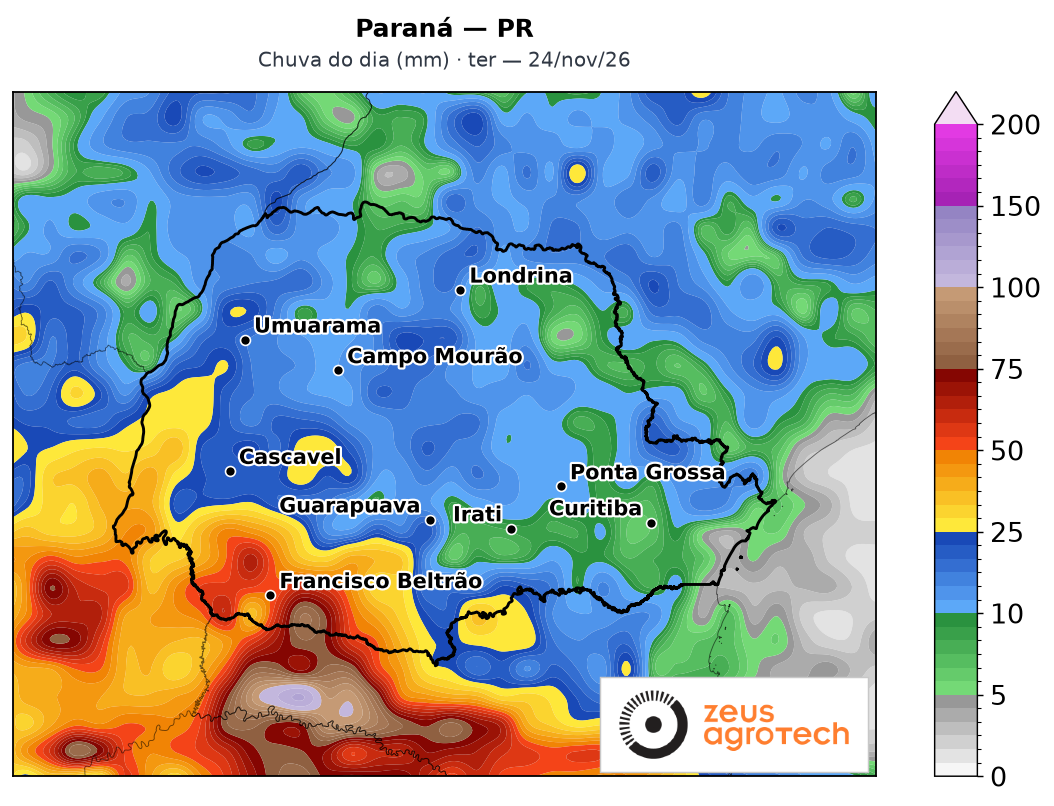 Paraná — PR
Chuva do dia (mm) · ter — 24/nov/26
Londrina
Umuarama
Campo Mourão
Cascavel
Ponta Grossa
Guarapuava
Irati
Curitiba
Francisco Beltrão
200
150
100
75
50
25
10
5
0
zeus
agrotech